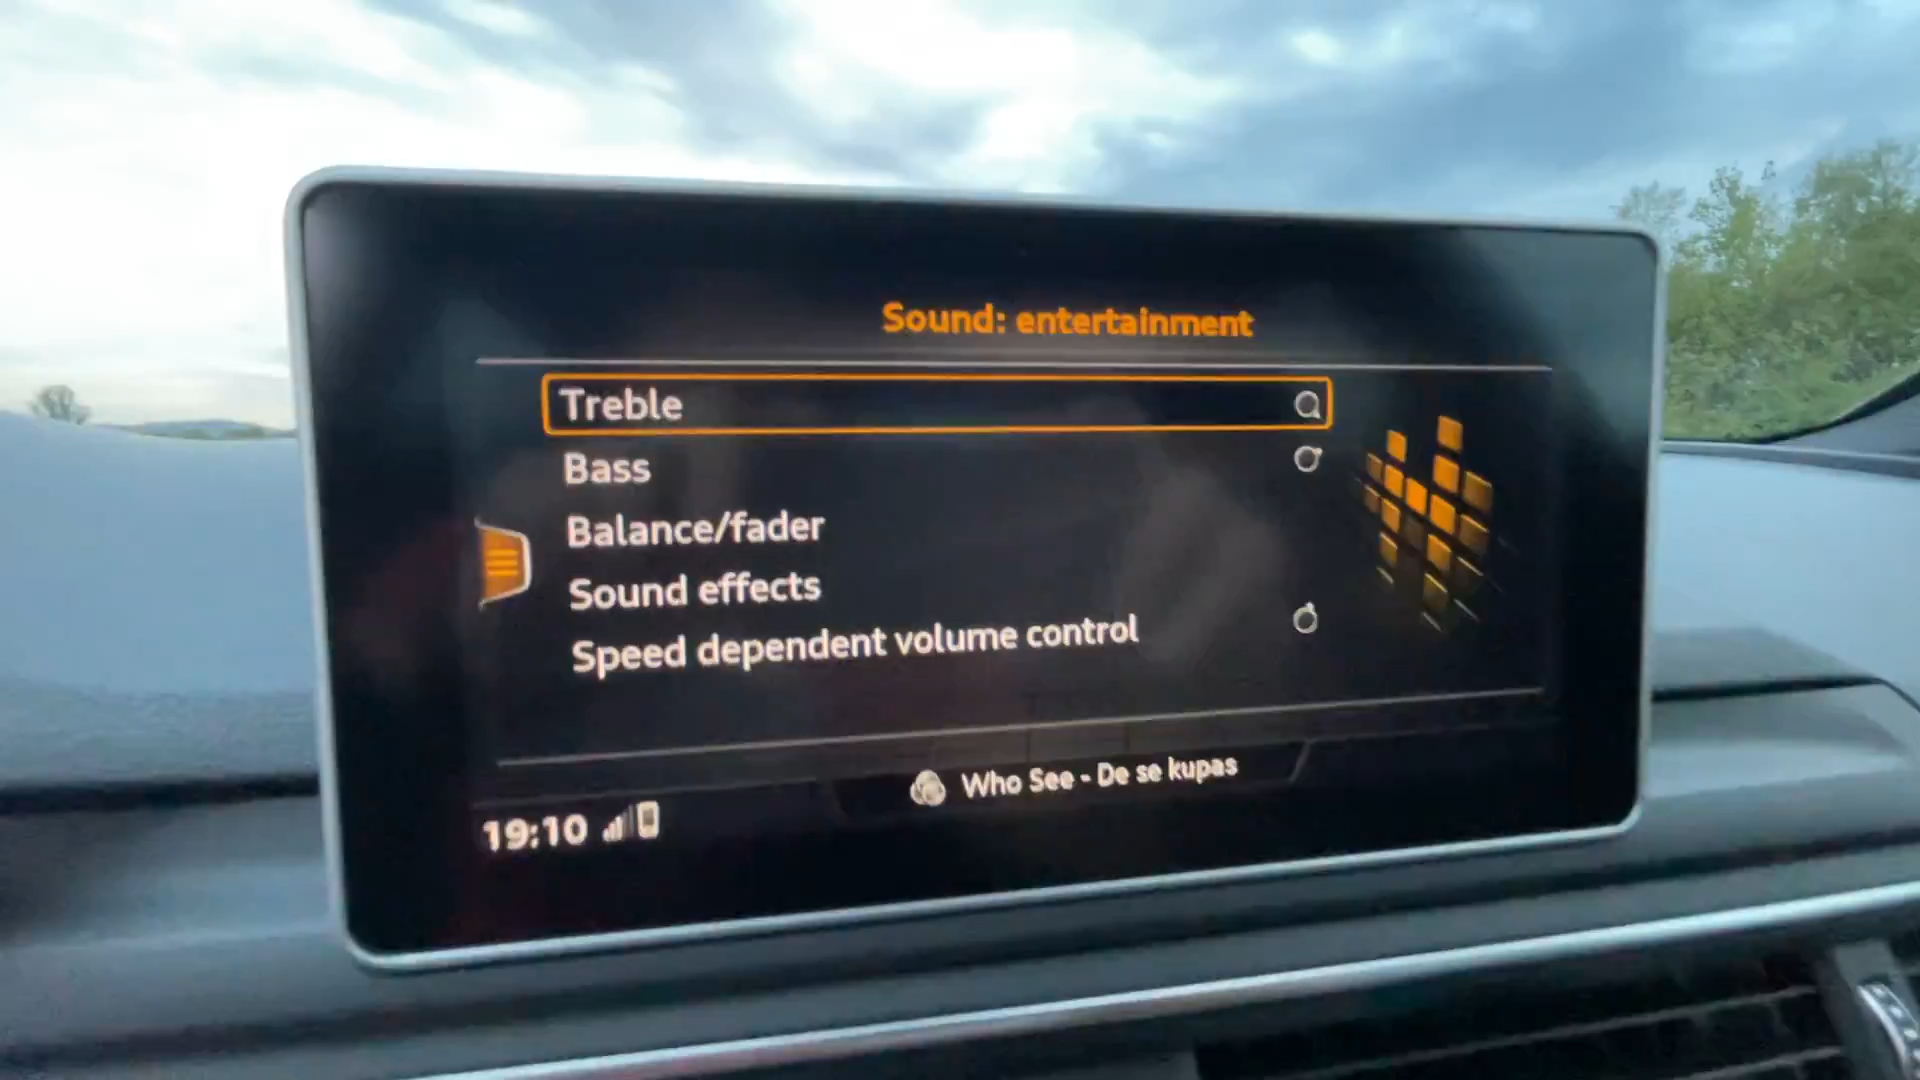 Sound: entertainment
Treble
Bass
Balance/fader
Sound effects
Speed dependent volume control
Who See - De se kupas
19:10